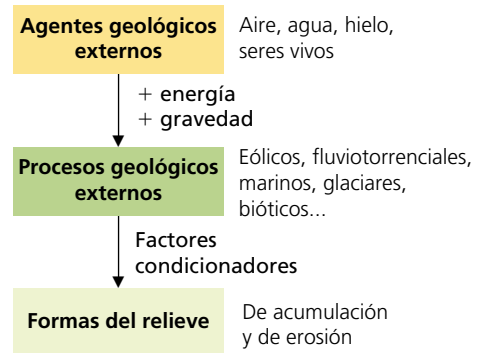 Agentes geológicos
externos
Aire, agua, hielo,
seres vivos
+ energía
+ gravedad
Procesos geológicos
externos
Eólicos, fluviotorrenciales,
marinos, glaciares,
bióticos...
Factores
condicionadores
Formas del relieve
De acumulación
y de erosión